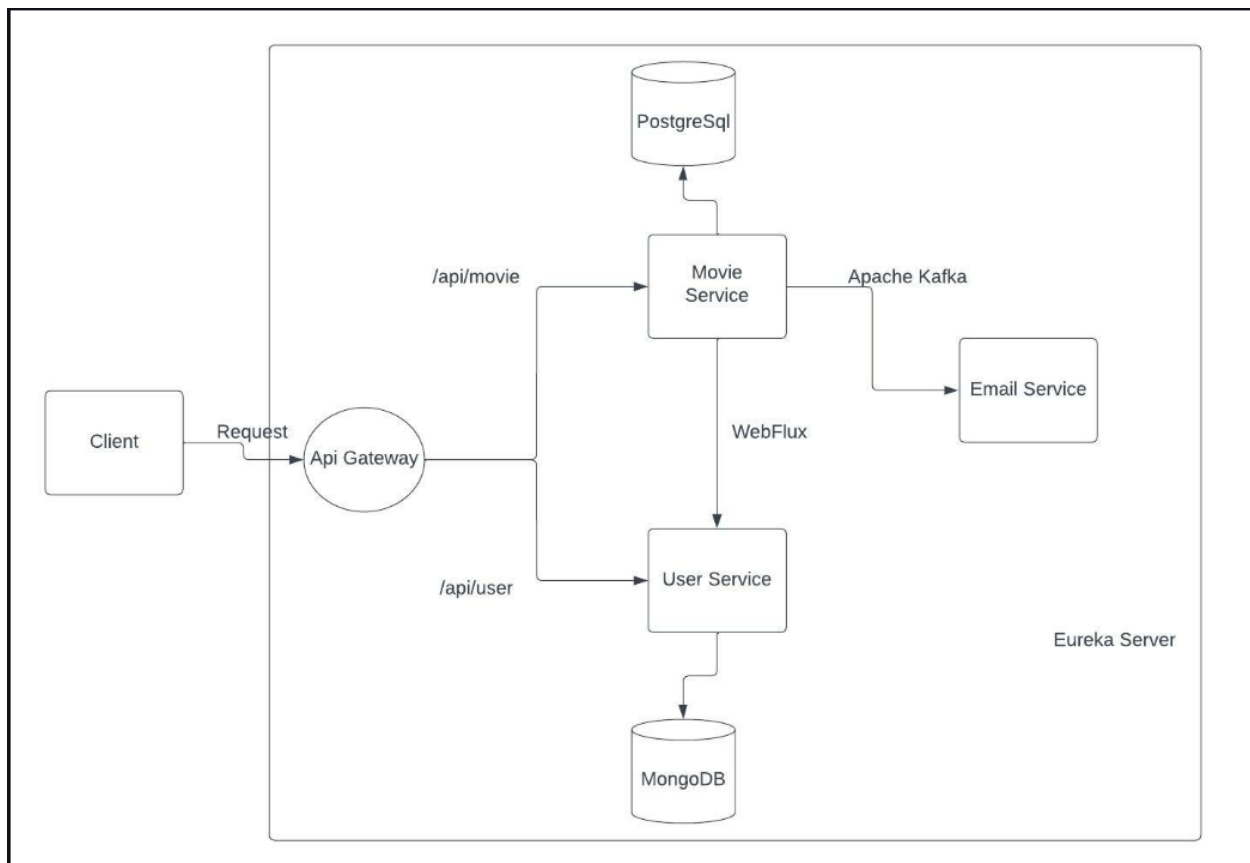 PostgreSql
/api/movie
Movie
Service
Apache Kafka
Email Service
Client
Request
Api Gateway
WebFlux
/api/user
User Service
Eureka Server
MongoDB